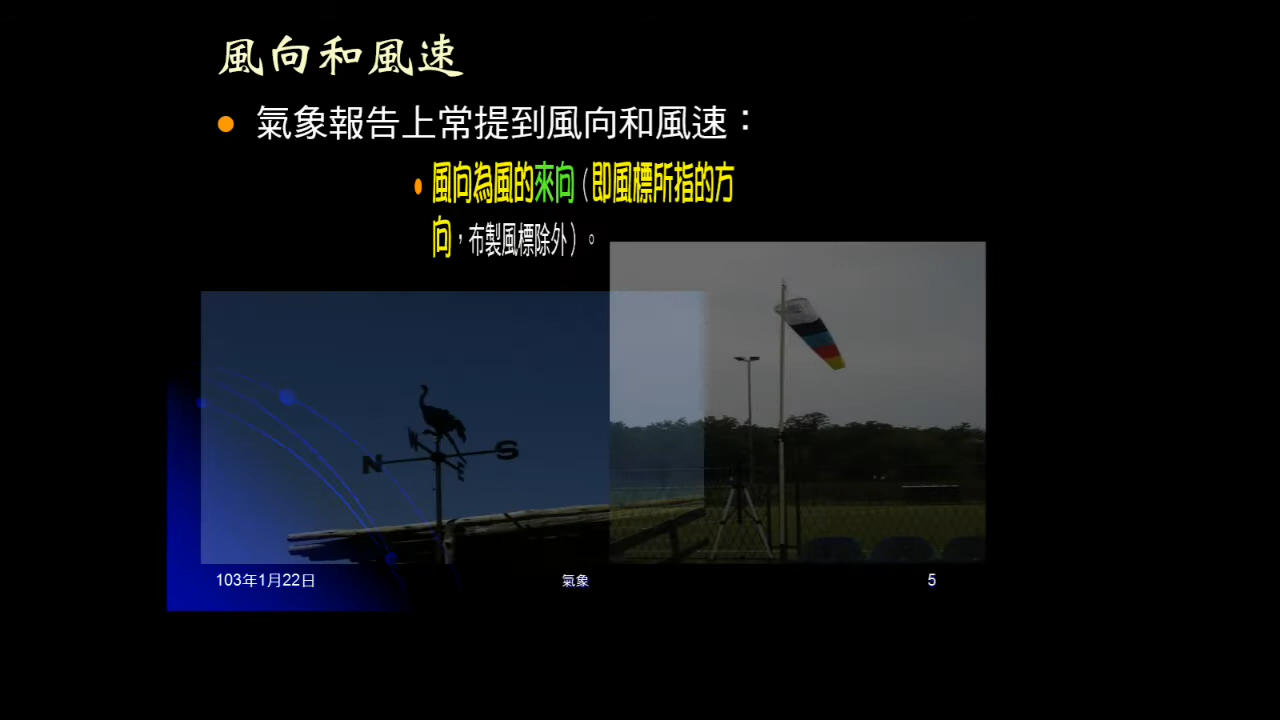 風向和風速
氣象報告上常提到風向和風速：
風向為風的來向（即風標所指的方
向，布製風標除外）。
N S
E
103年1月22日 氣象 5